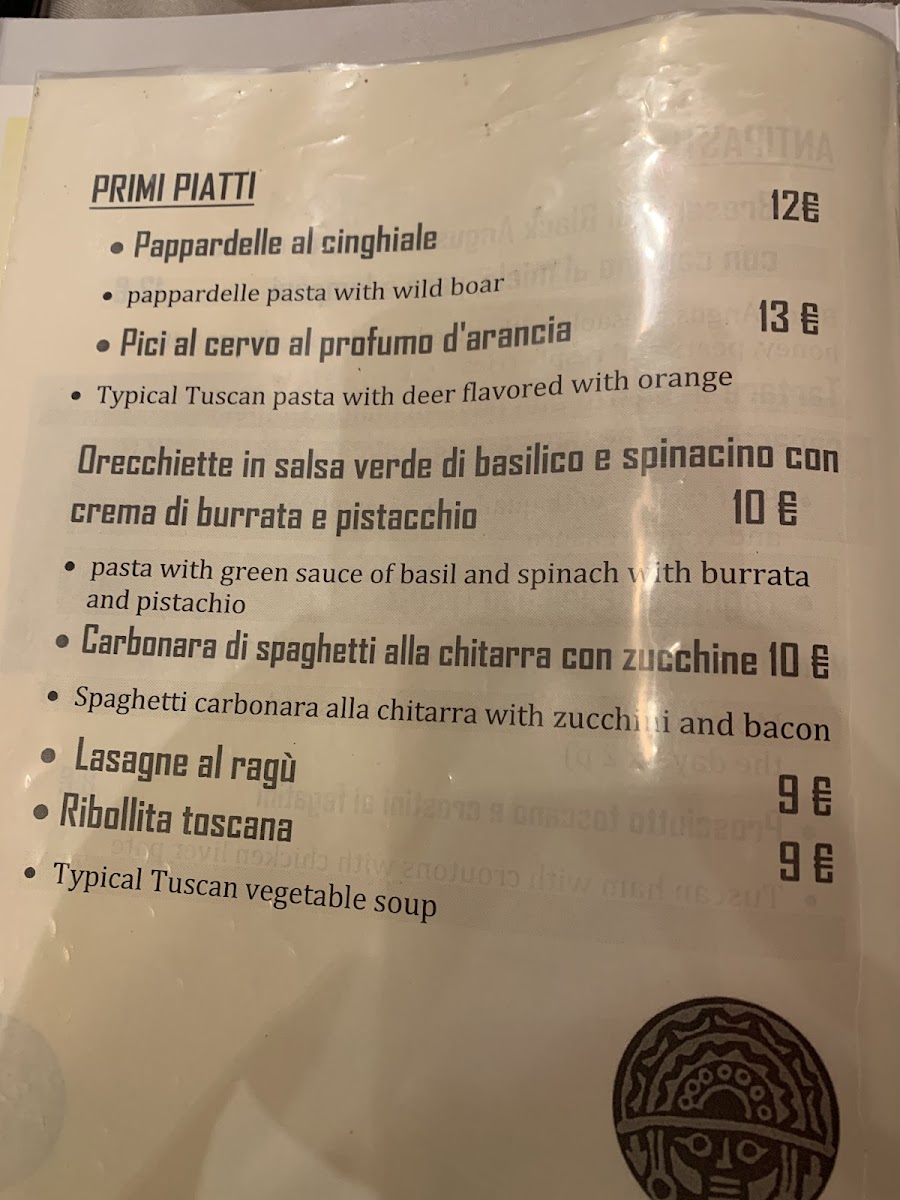 PRIMI PIATTI
• Pappardelle al cinghiale 12€
• pappardelle pasta with wild boar
• Pici al cervo al profumo d'arancia 13 €
• Typical Tuscan pasta with deer flavored with orange
Orecchiette in salsa verde di basilico e spinacino con
crema di burrata e pistacchio 10 €
• pasta with green sauce of basil and spinach with burrata
and pistachio
• Carbonara di spaghetti alla chitarra con zucchine 10 €
• Spaghetti carbonara alla chitarra with zucchini and bacon
• Lasagne al ragù 9 €
• Ribollita toscana 9 €
• Typical Tuscan vegetable soup